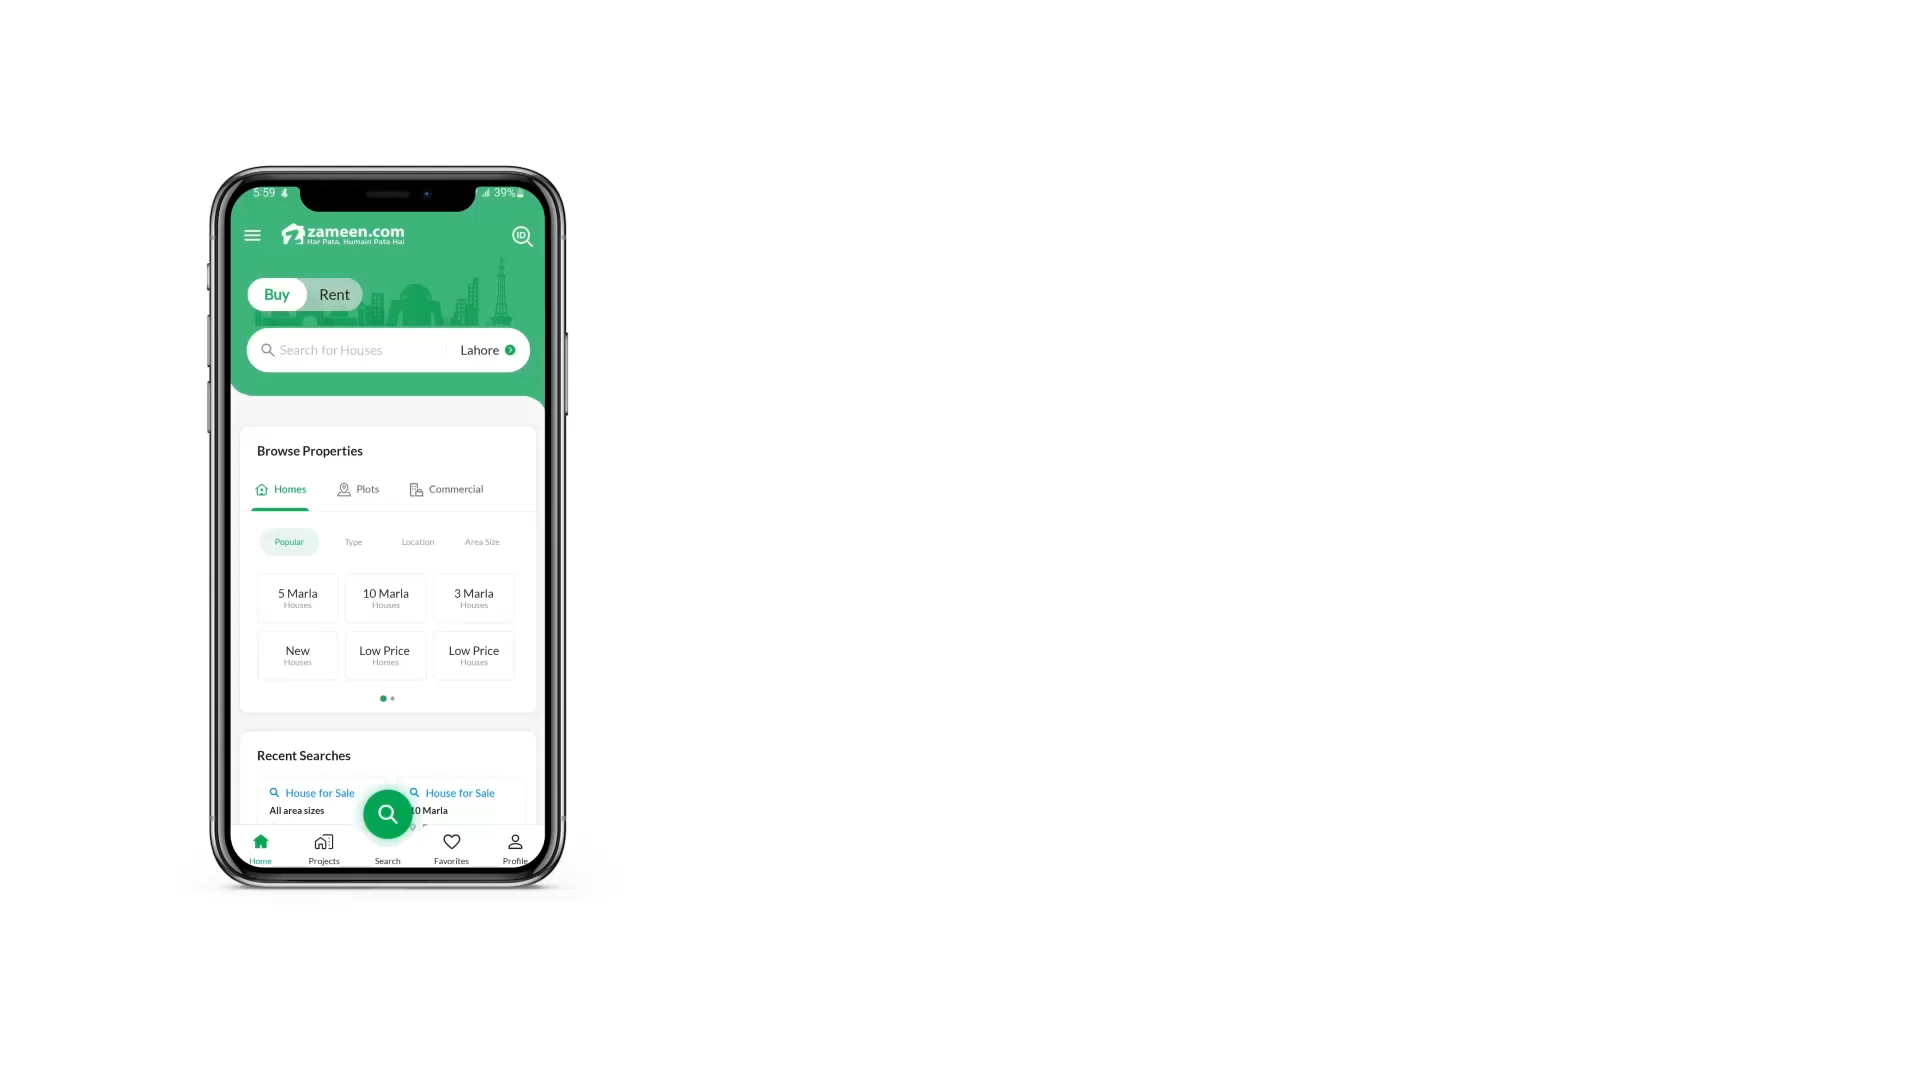 5:59 39%
zameen.com
Har Pata, Humain Pata Hai
ID
Buy Rent
Search for Houses Lahore
Browse Properties
Homes Plots Commercial
Popular Type Location Area Size
5 Marla 10 Marla 3 Marla
Houses Houses Houses
New Low Price Low Price
Houses Homes Houses
Recent Searches
House for Sale House for Sale
All area sizes 10 Marla
Home Projects Search Favorites Profile